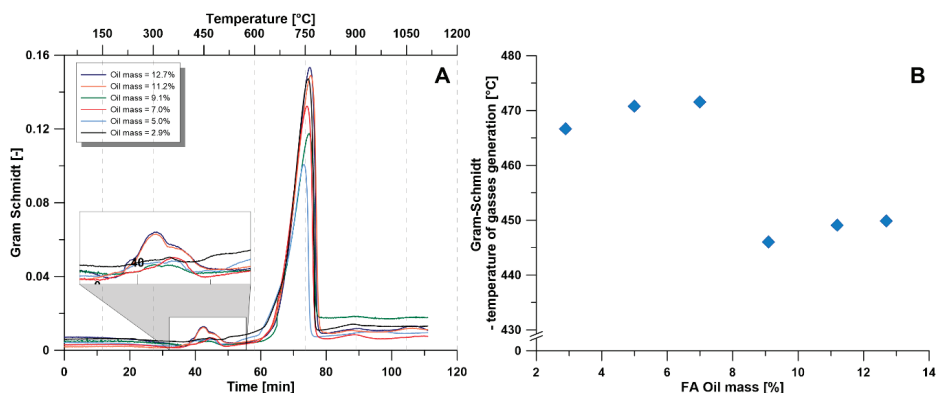 Temperature [°C]
0 150 300 450 600 750 900 1050 1200
0.16
0.12
0.08
0.04
0
Gram Schmidt [-]
Oil mass = 12.7%
Oil mass = 11.2%
Oil mass = 9.1%
Oil mass = 7.0%
Oil mass = 5.0%
Oil mass = 2.9%
A
40
0
0 20 40 60 80 100 120
Time [min]
B
Gram-Schmidt
- temperature of gasses generation [°C]
480
470
460
450
440
430
0
2 4 6 8 10 12 14
FA Oil mass [%]